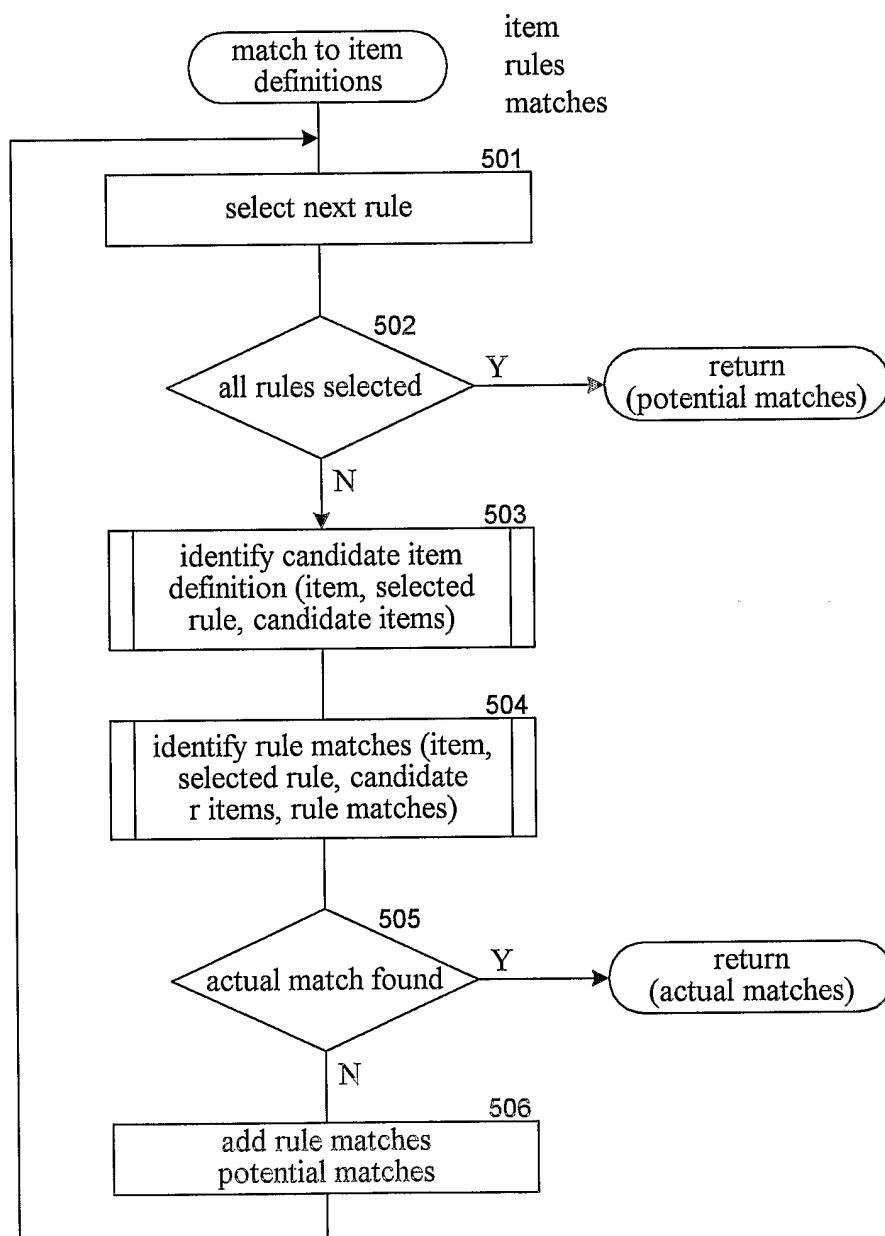 match to item
definitions
item
rules
matches
501
select next rule
502
all rules selected
Y
return
(potential matches)
N
503
identify candidate item
definition (item, selected
rule, candidate items)
504
identify rule matches (item,
selected rule, candidate
r items, rule matches)
505
actual match found
Y
return
(actual matches)
N
506
add rule matches
potential matches